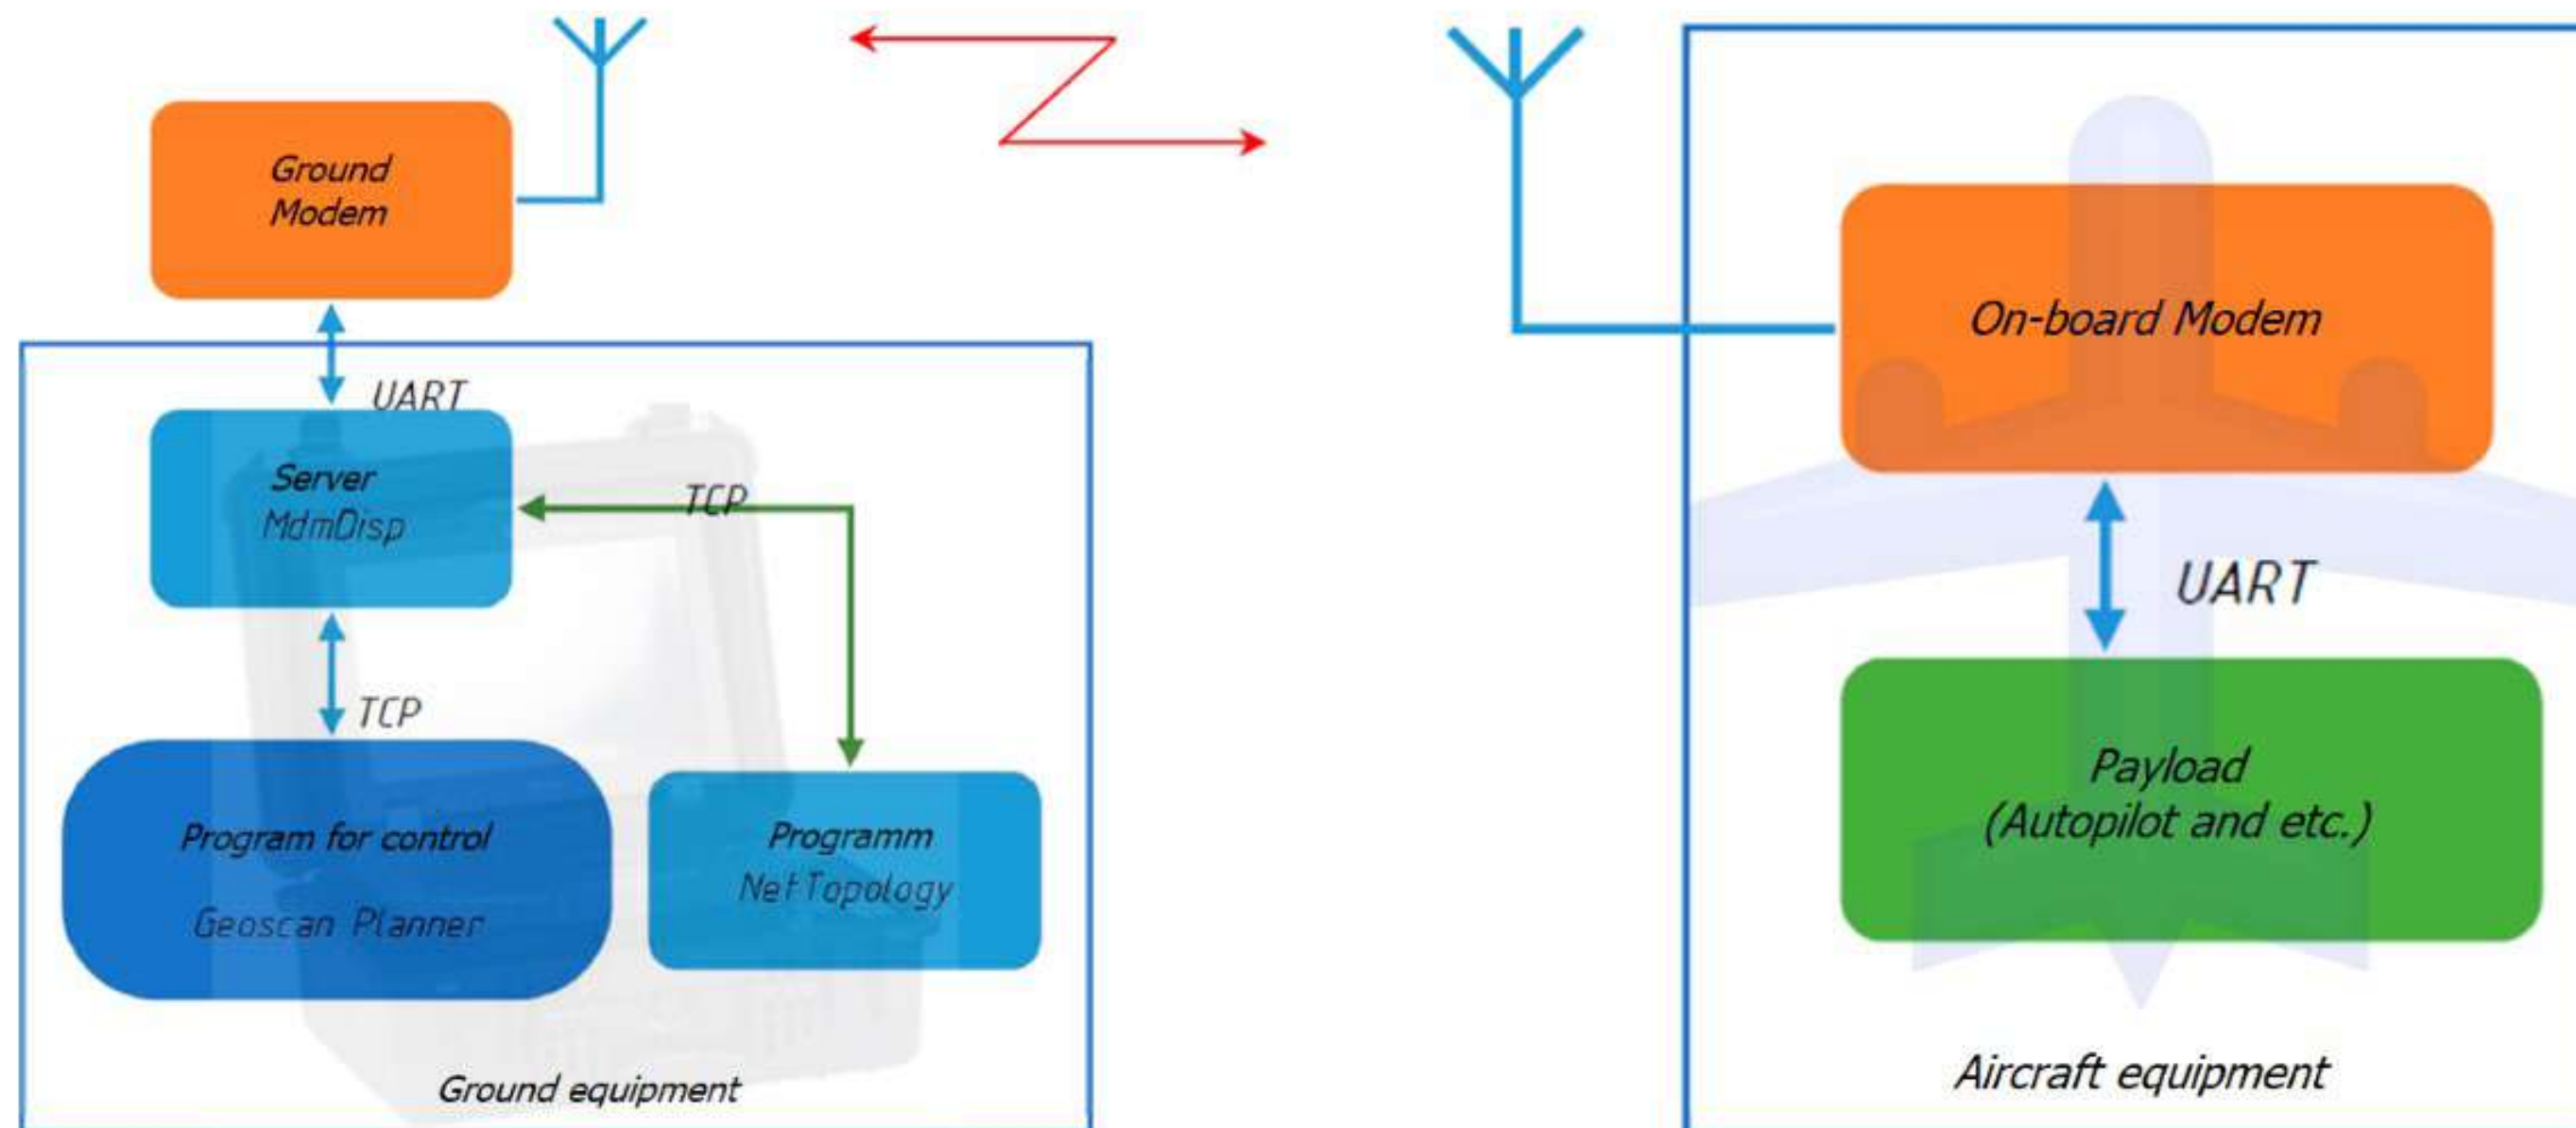 Ground
Modem
UART
Server
MdmDisp
TCP
TCP
Program for control
Geoscan Planner
Programm
NetTopology
Ground equipment
On-board Modem
UART
Payload
(Autopilot and etc.)
Aircraft equipment